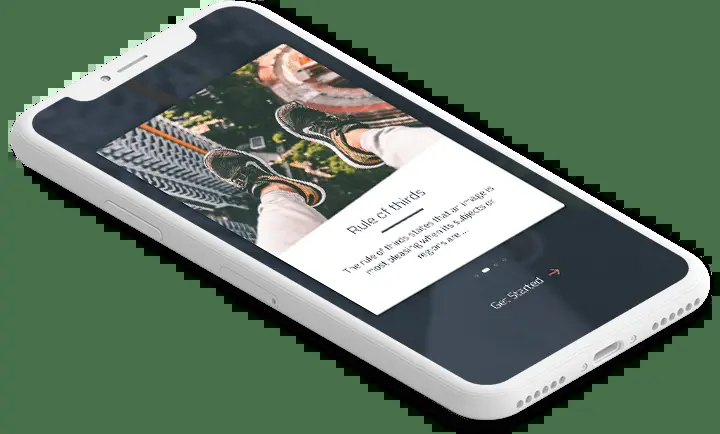 Rule of thirds
The rule of thirds states that an image is
most pleasing when its subjects or
regions are...
Get Started →